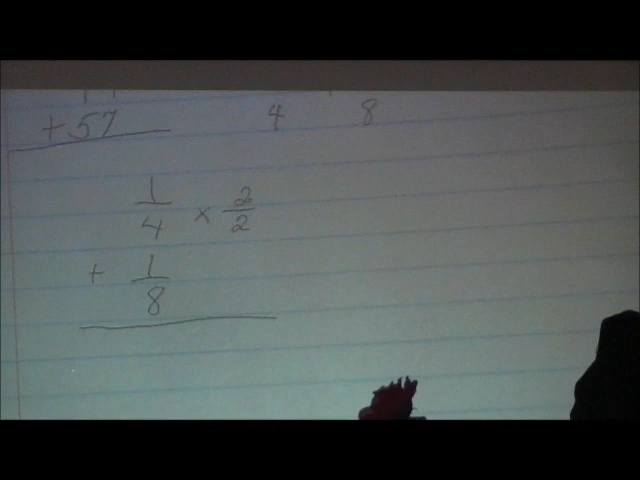 +57 4 8
1/4 × 2/2
+ 1/8